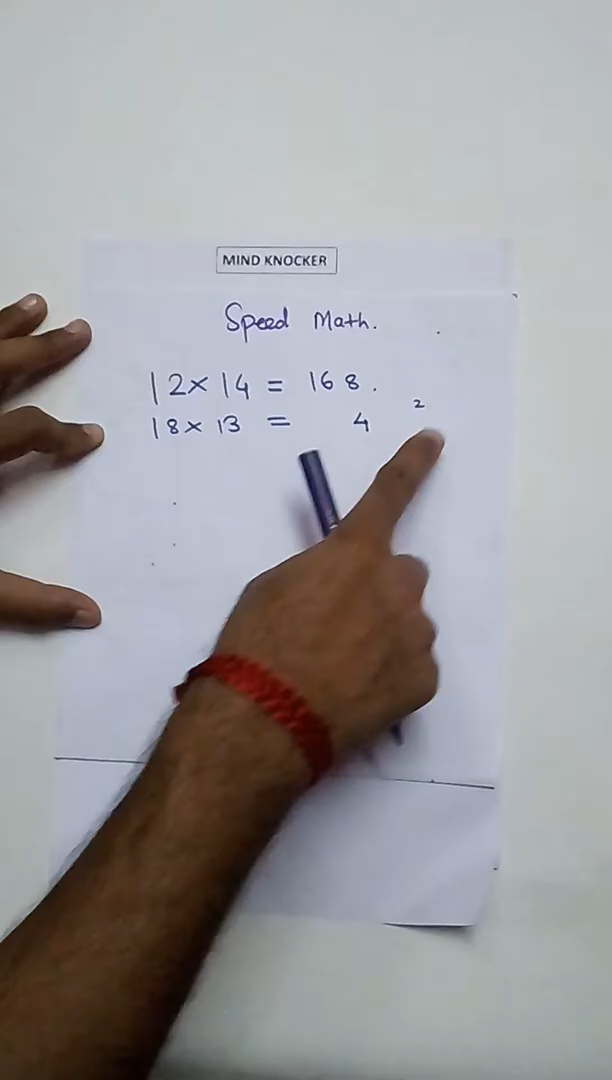 MIND KNOCKER
Speed Math.
12 x 14 = 168.
18 x 13 = 4 2